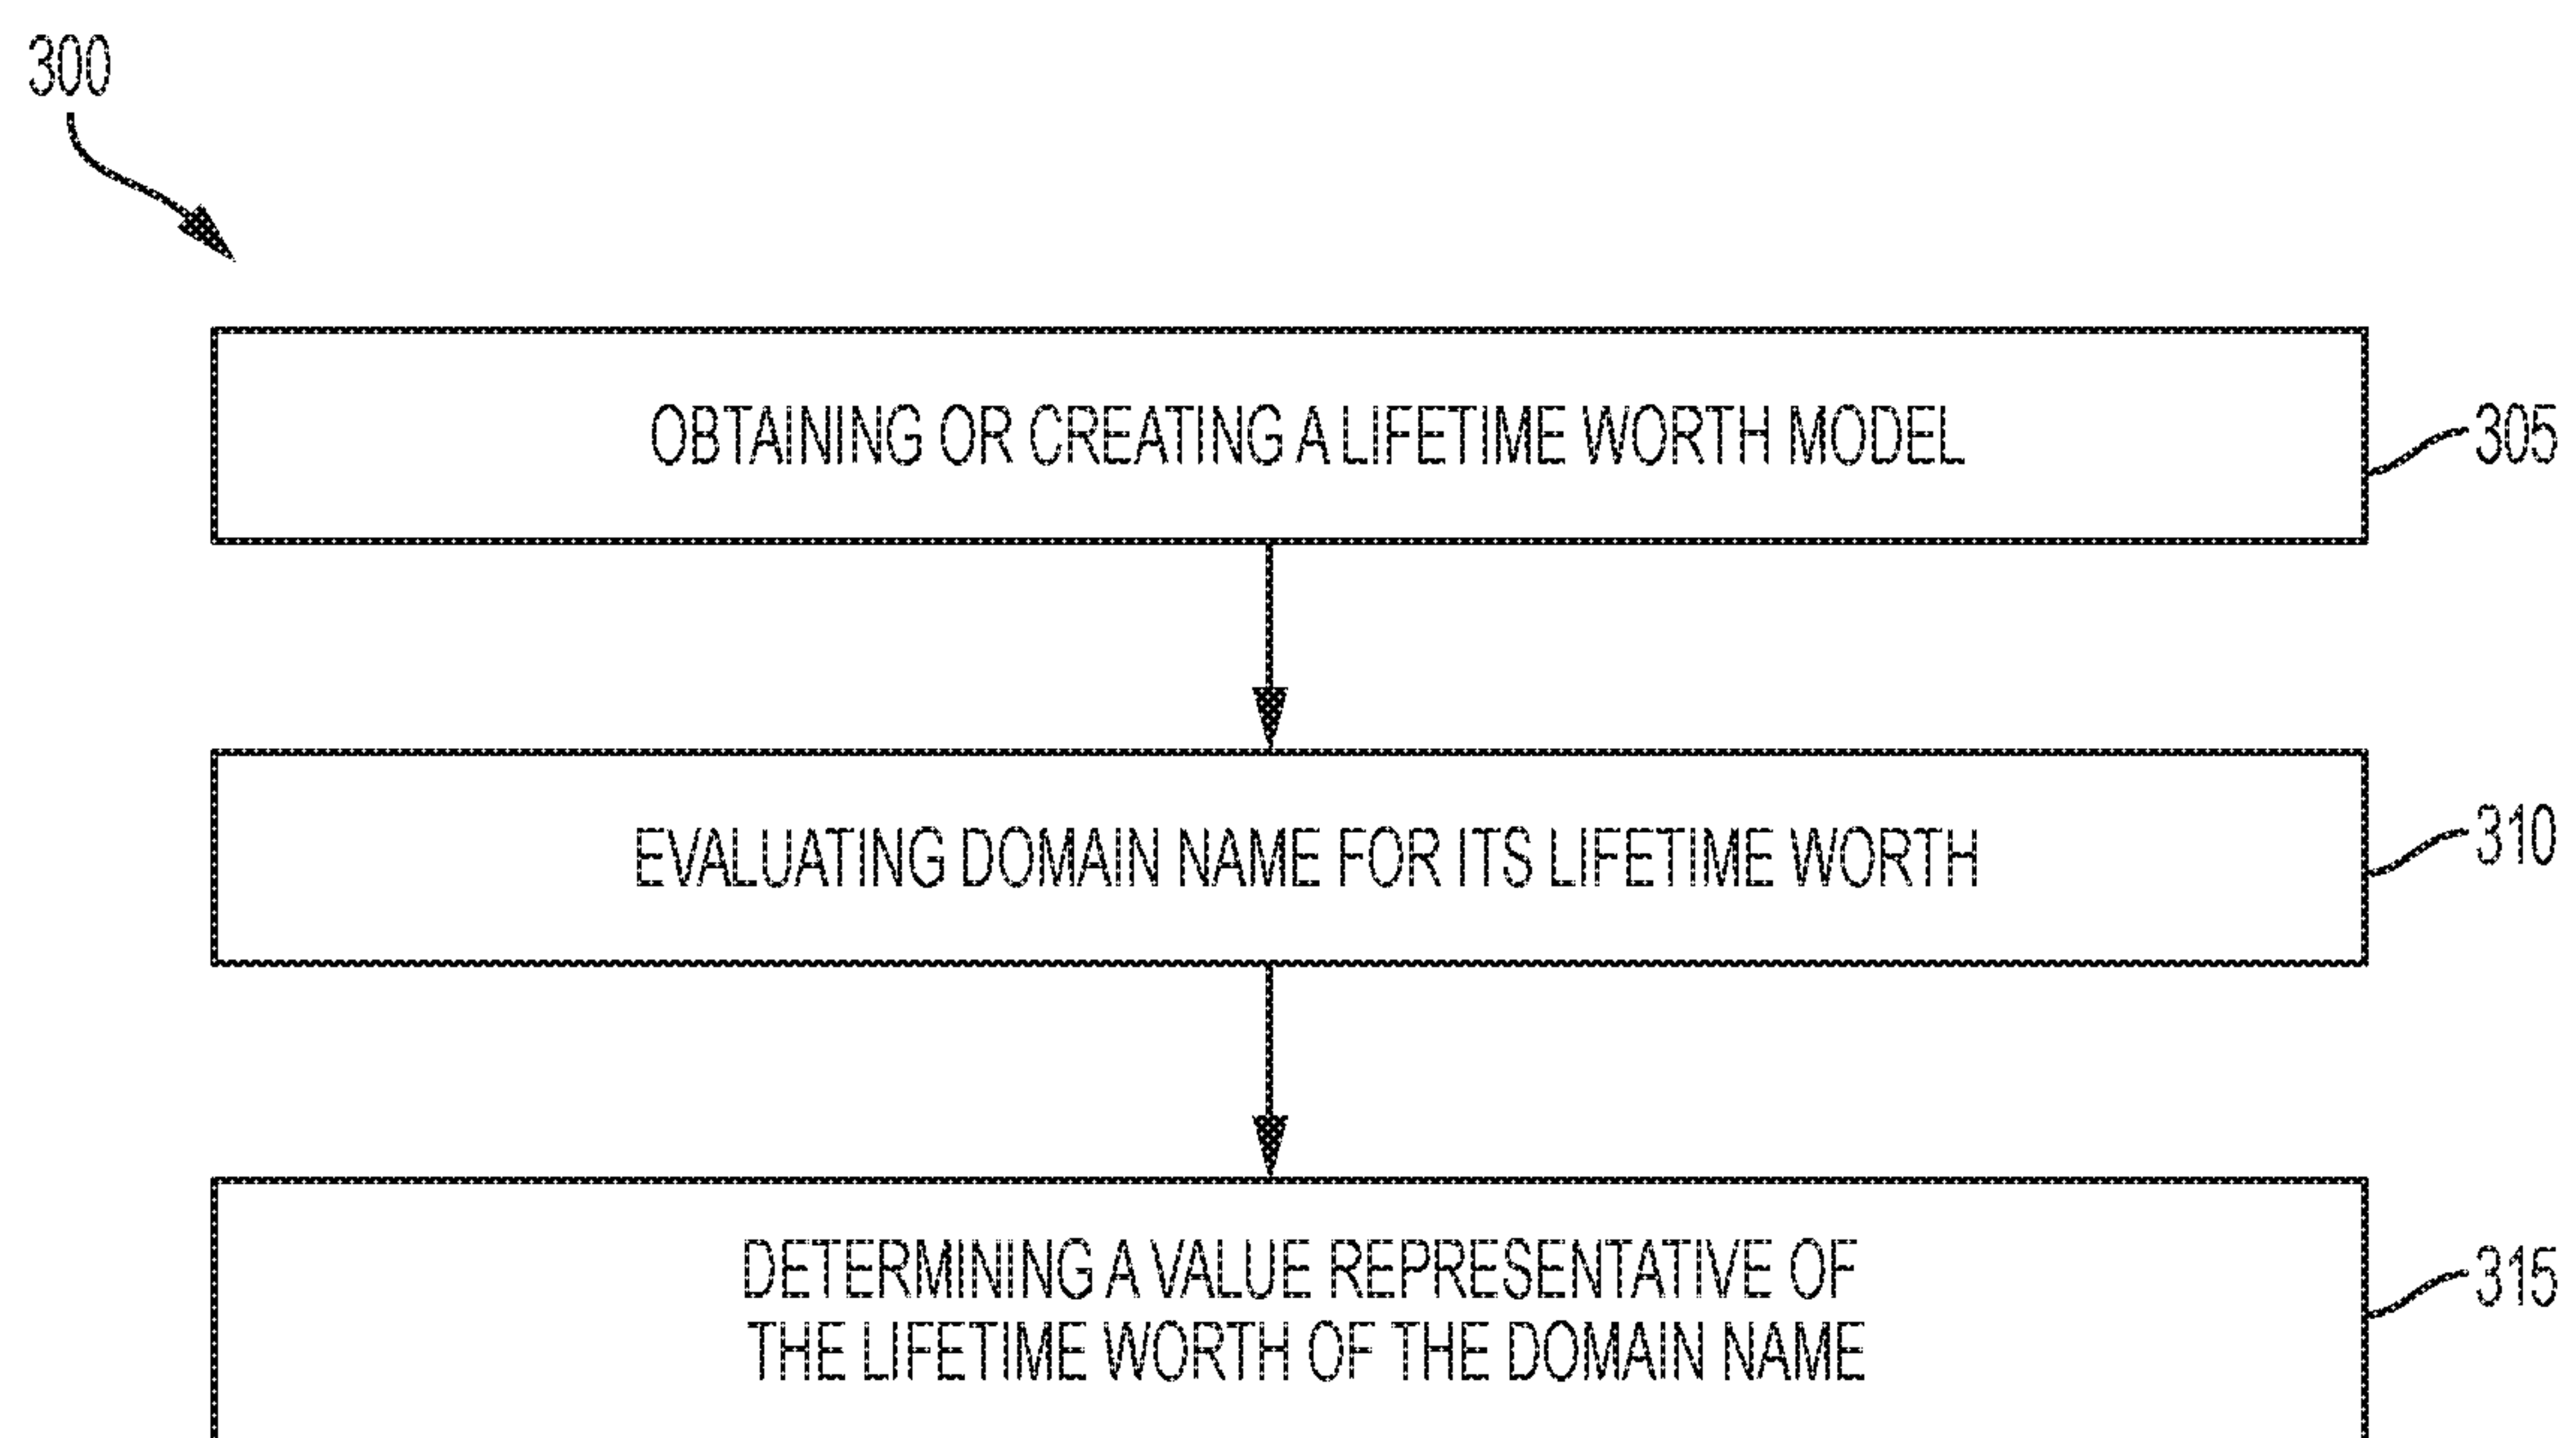 300
OBTAINING OR CREATING A LIFETIME WORTH MODEL
305
EVALUATING DOMAIN NAME FOR ITS LIFETIME WORTH
310
DETERMINING A VALUE REPRESENTATIVE OF
THE LIFETIME WORTH OF THE DOMAIN NAME
315